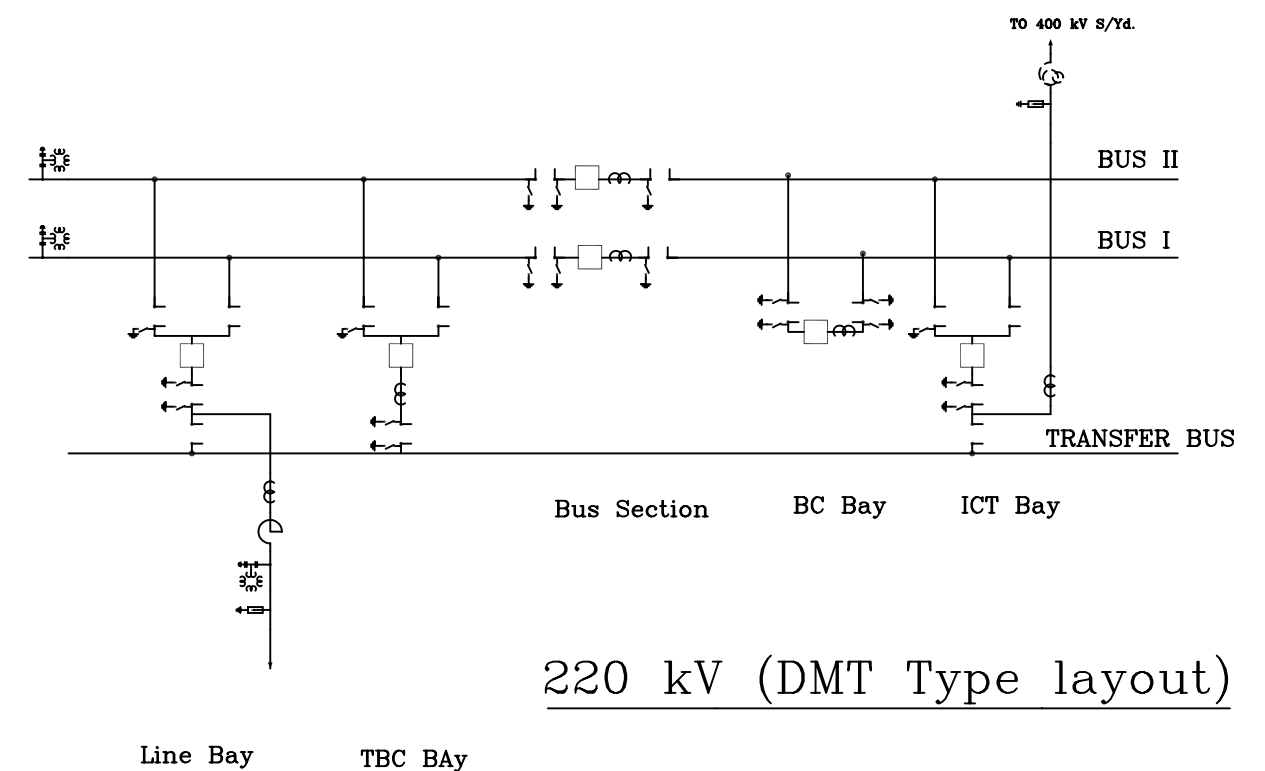 TO 400 kV S/Yd.
BUS II
BUS I
TRANSFER BUS
Bus Section
BC Bay
ICT Bay
220 kV (DMT Type layout)
Line Bay
TBC BAy